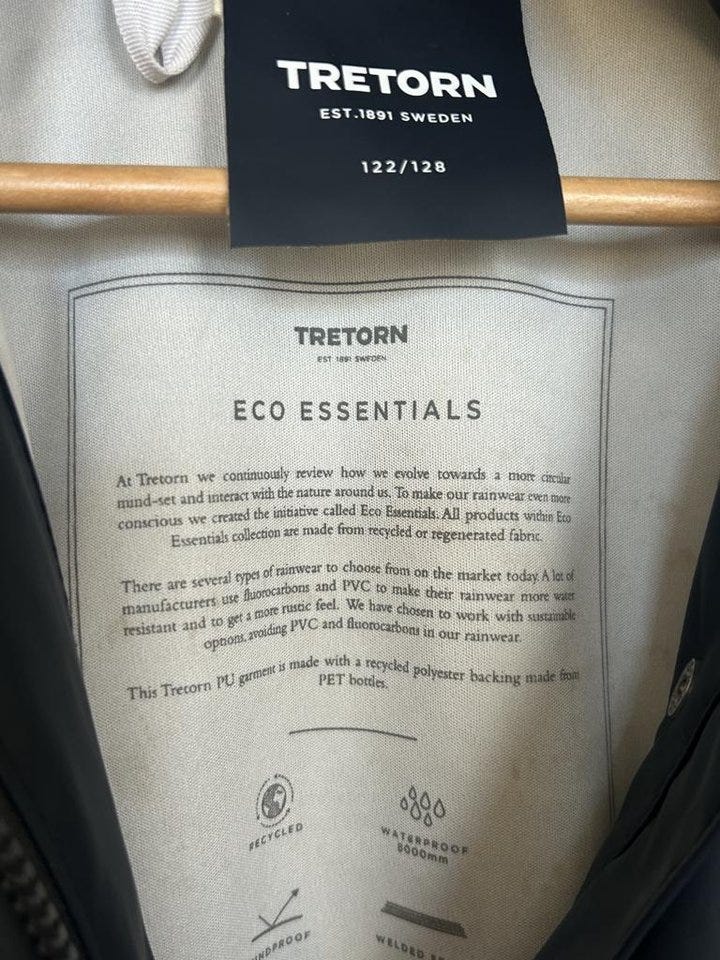 TRETORN
EST.1891 SWEDEN
122/128
TRETORN
EST 1891 SWEDEN
ECO ESSENTIALS
At Tretorn we continuously review how we evolve towards a more circular
mind-set and interact with the nature around us. To make our rainwear even more
conscious we created the initiative called Eco Essentials. All products within Eco
Essentials collection are made from recycled or regenerated fabric.
There are several types of rainwear to choose from on the market today. A lot of
manufacturers use fluorocarbons and PVC to make their rainwear more water
resistant and to get a more rustic feel. We have chosen to work with sustainable
options, avoiding PVC and fluorocarbons in our rainwear.
This Tretorn PU garment is made with a recycled polyester backing made from
PET bottles.
RECYCLED
WATERPROOF
8000mm
NDPROOF
WELDED